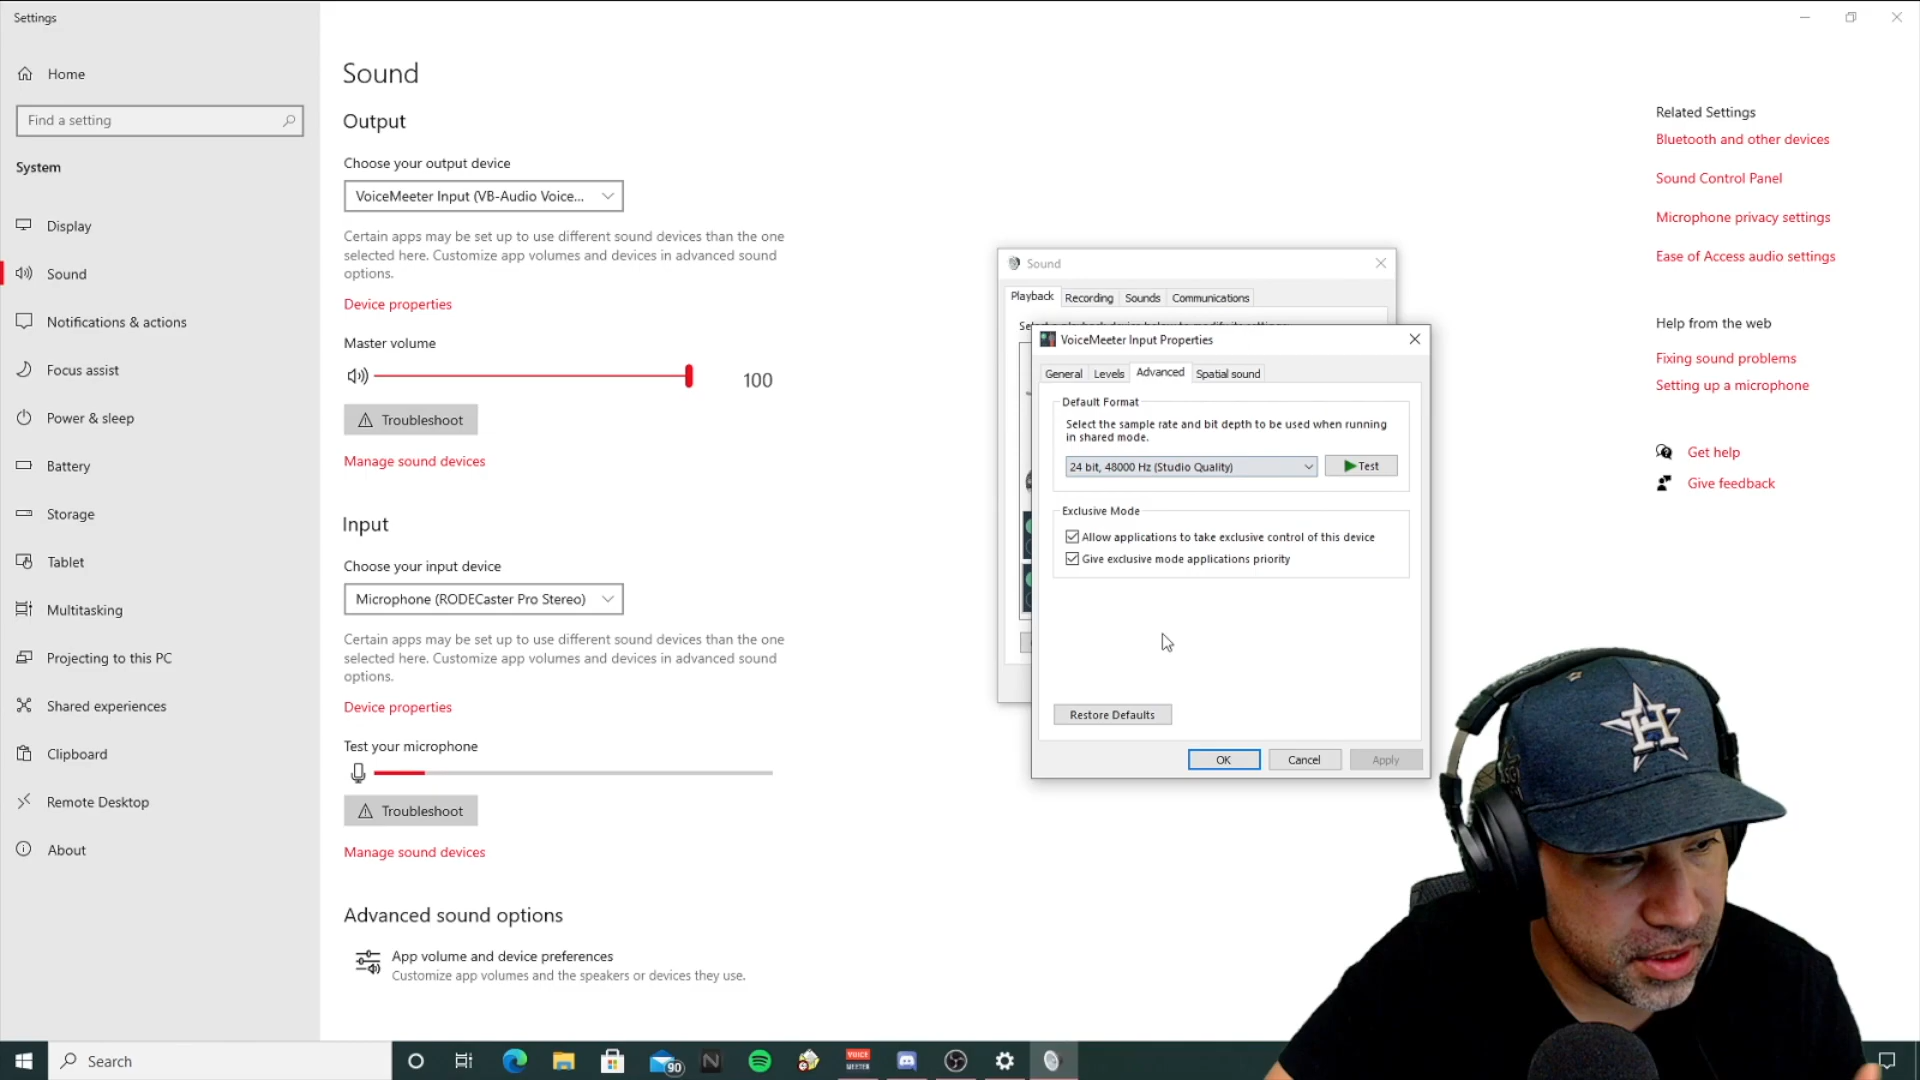 Settings
Home
Find a setting
System
Display
Sound
Notifications & actions
Focus assist
Power & sleep
Battery
Storage
Tablet
Multitasking
Projecting to this PC
Shared experiences
Clipboard
Remote Desktop
About
Sound
Output
Choose your output device
VoiceMeeter Input (VB-Audio Voice...
Certain apps may be set up to use different sound devices than the one
selected here. Customize app volumes and devices in advanced sound
options.
Device properties
Master volume
100
Troubleshoot
Manage sound devices
Input
Choose your input device
Microphone (RODECaster Pro Stereo)
Certain apps may be set up to use different sound devices than the one
selected here. Customize app volumes and devices in advanced sound
options.
Device properties
Test your microphone
Troubleshoot
Manage sound devices
Advanced sound options
App volume and device preferences
Customize app volumes and the speakers or devices they use.
Sound
Playback Recording Sounds Communications
VoiceMeeter Input Properties
General Levels Advanced Spatial sound
Default Format
Select the sample rate and bit depth to be used when running
in shared mode.
24 bit, 48000 Hz (Studio Quality)
Test
Exclusive Mode
Allow applications to take exclusive control of this device
Give exclusive mode applications priority
Restore Defaults
OK Cancel Apply
Related Settings
Bluetooth and other devices
Sound Control Panel
Microphone privacy settings
Ease of Access audio settings
Help from the web
Fixing sound problems
Setting up a microphone
Get help
Give feedback
H
Search
90
N
VOICE
MEETER